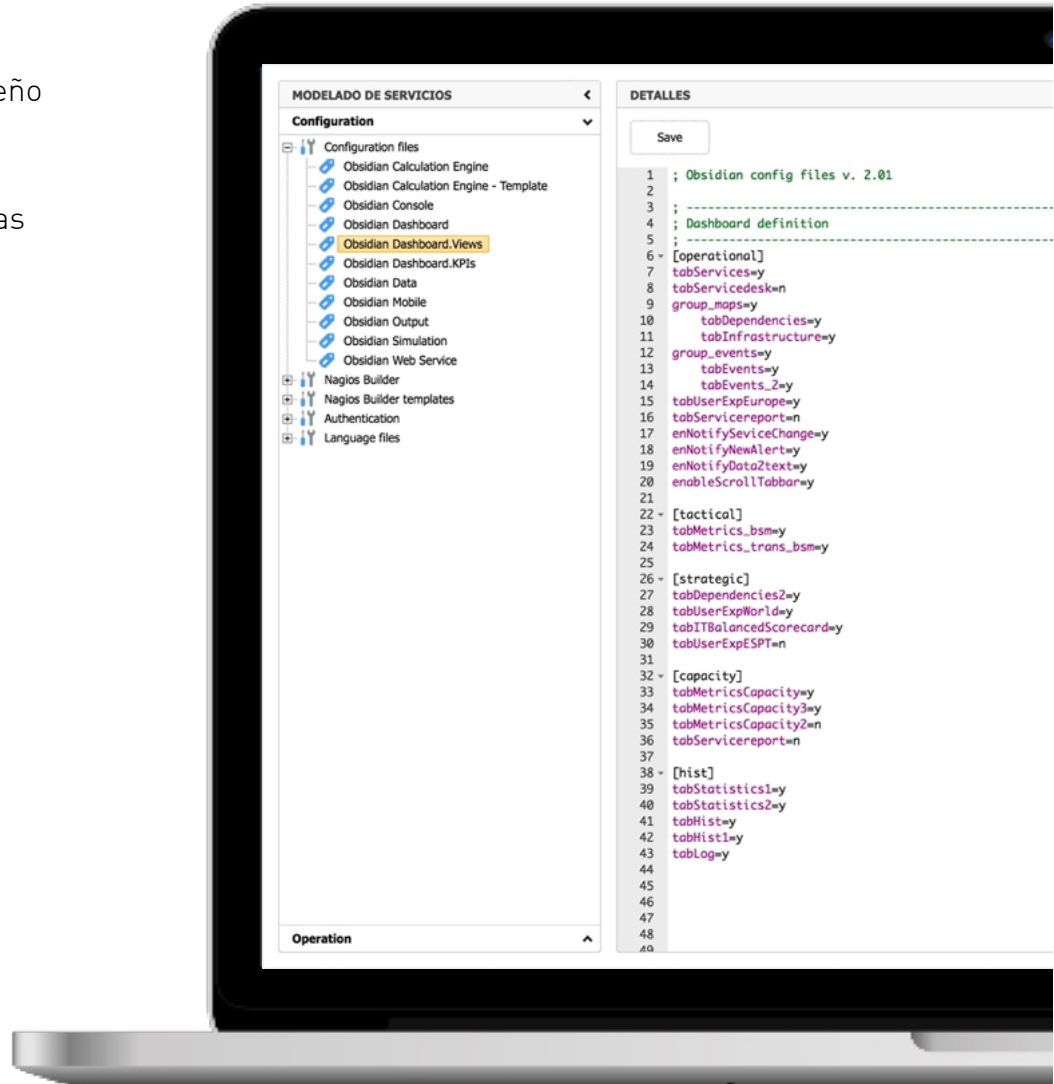 eño
as
MODELADO DE SERVICIOS
Configuration
Configuration files
Obsidian Calculation Engine
Obsidian Calculation Engine - Template
Obsidian Console
Obsidian Dashboard
Obsidian Dashboard.Views
Obsidian Dashboard.KPIs
Obsidian Data
Obsidian Mobile
Obsidian Output
Obsidian Simulation
Obsidian Web Service
Nagios Builder
Nagios Builder templates
Authentication
Language files
Operation
DETALLES
Save
1 ; Obsidian config files v. 2.01
2
3 ; -----------------------------------------------------
4 ; Dashboard definition
5 ; -----------------------------------------------------
6 [operational]
7 tabServices=y
8 tabServicedesk=n
9 group_maps=y
10 tabDependencies=y
11 tabInfrastructure=y
12 group_events=y
13 tabEvents=y
14 tabEvents_2=y
15 tabUserExpEurope=y
16 tabServicereport=n
17 enNotifySeviceChange=y
18 enNotifyNewAlert=y
19 enNotifyData2text=y
20 enableScrollTabbar=y
21
22 [tactical]
23 tabMetrics_bsm=y
24 tabMetrics_trans_bsm=y
25
26 [strategic]
27 tabDependencies2=y
28 tabUserExpWorld=y
29 tabITBalancedScorecard=y
30 tabUserExpESPT=n
31
32 [capacity]
33 tabMetricsCapacity=y
34 tabMetricsCapacity3=y
35 tabMetricsCapacity2=n
36 tabServicereport=n
37
38 [hist]
39 tabStatistics1=y
40 tabStatistics2=y
41 tabHist=y
42 tabHist1=y
43 tabLog=y
44
45
46
47
48
49